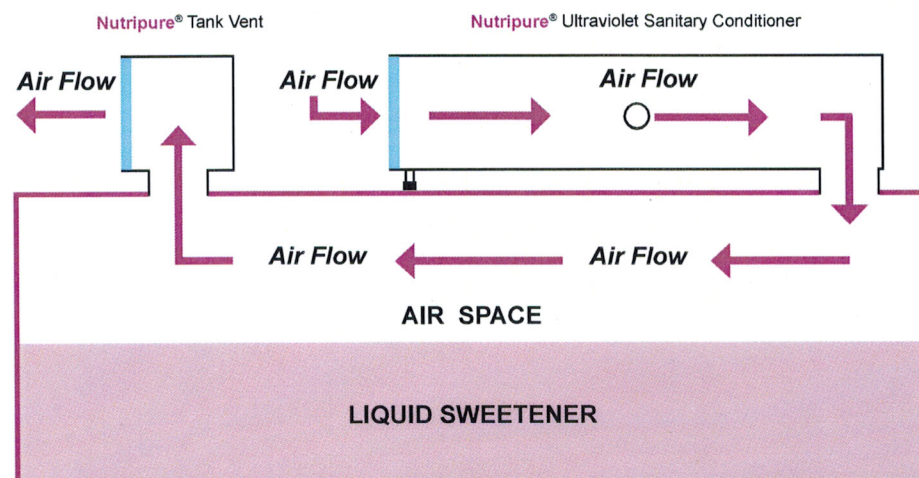 Nutripure® Tank Vent
Nutripure® Ultraviolet Sanitary Conditioner
Air Flow
Air Flow
Air Flow
Air Flow
Air Flow
AIR SPACE
LIQUID SWEETENER